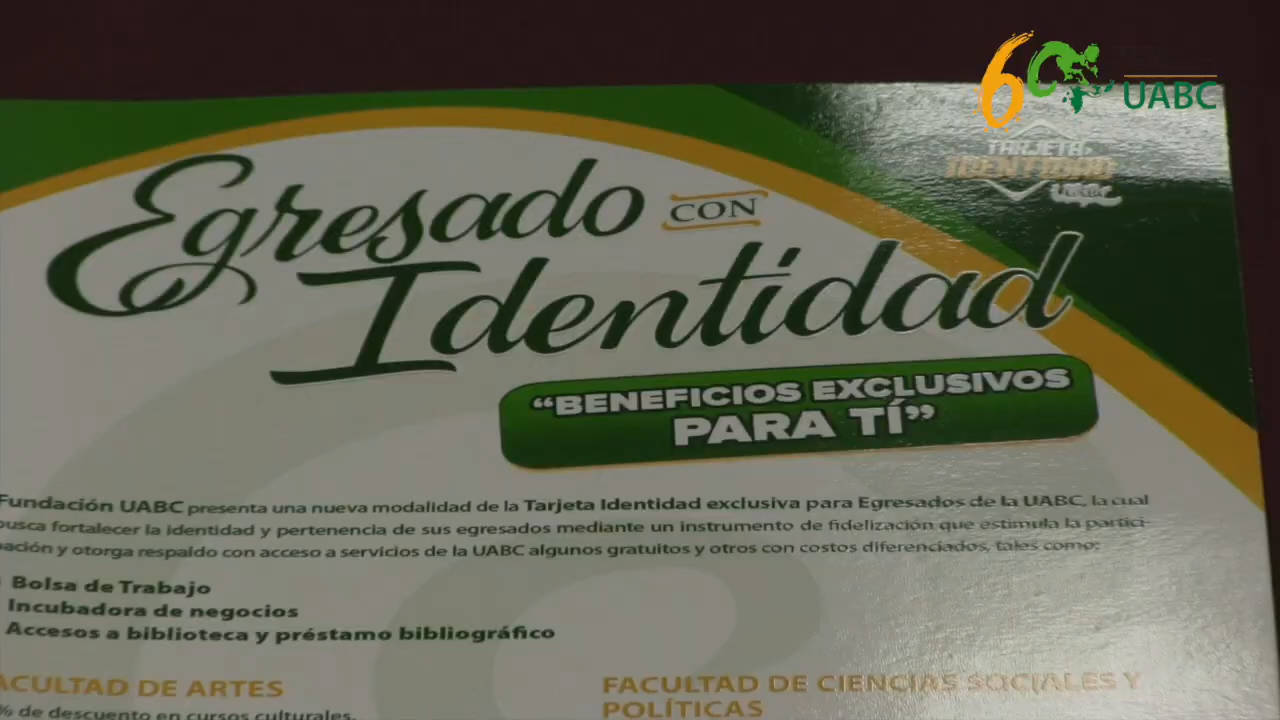 60 UABC
TARJETA
IDENTIDAD
UABC
Egresado CON
Identidad
“BENEFICIOS EXCLUSIVOS
PARA TÍ”
Fundación UABC presenta una nueva modalidad de la Tarjeta Identidad exclusiva para Egresados de la UABC, la cual
busca fortalecer la identidad y pertenencia de sus egresados mediante un instrumento de fidelización que estimula la partici-
pación y otorga respaldo con acceso a servicios de la UABC algunos gratuitos y otros con costos diferenciados, tales como:
Bolsa de Trabajo
Incubadora de negocios
Accesos a biblioteca y préstamo bibliográfico
FACULTAD DE ARTES
% de descuento en cursos culturales.
FACULTAD DE CIENCIAS SOCIALES Y
POLÍTICAS